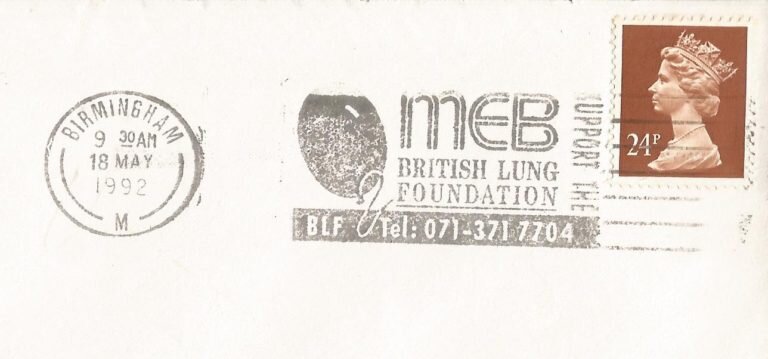 BIRMINGHAM
9 30AM
18 MAY
1992
M
MEB
BRITISH LUNG
FOUNDATION
BLF Tel: 071-371 7704
SUPPORT THE
24P